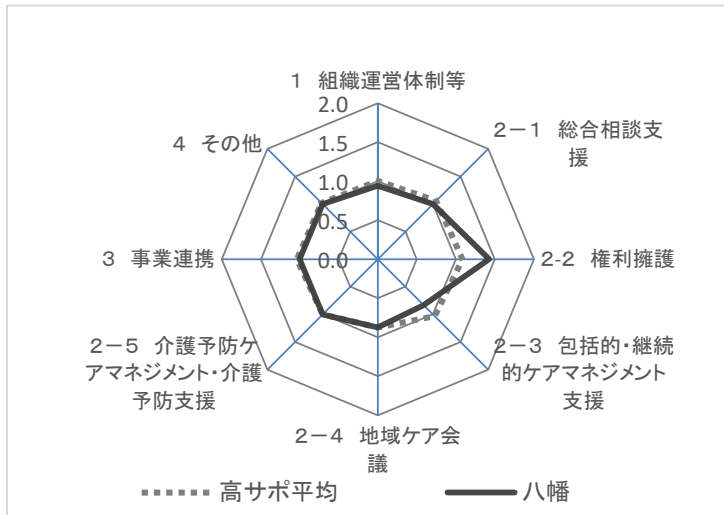 1 組織運営体制等
2.0
1.5
1.0
0.5
0.0
2－1 総合相談支
援
2-2 権利擁護
2－3 包括的・継続
的ケアマネジメント
支援
2－4 地域ケア会
議
2－5 介護予防ケ
アマネジメント・介護
予防支援
3 事業連携
4 その他
高サポ平均
八幡